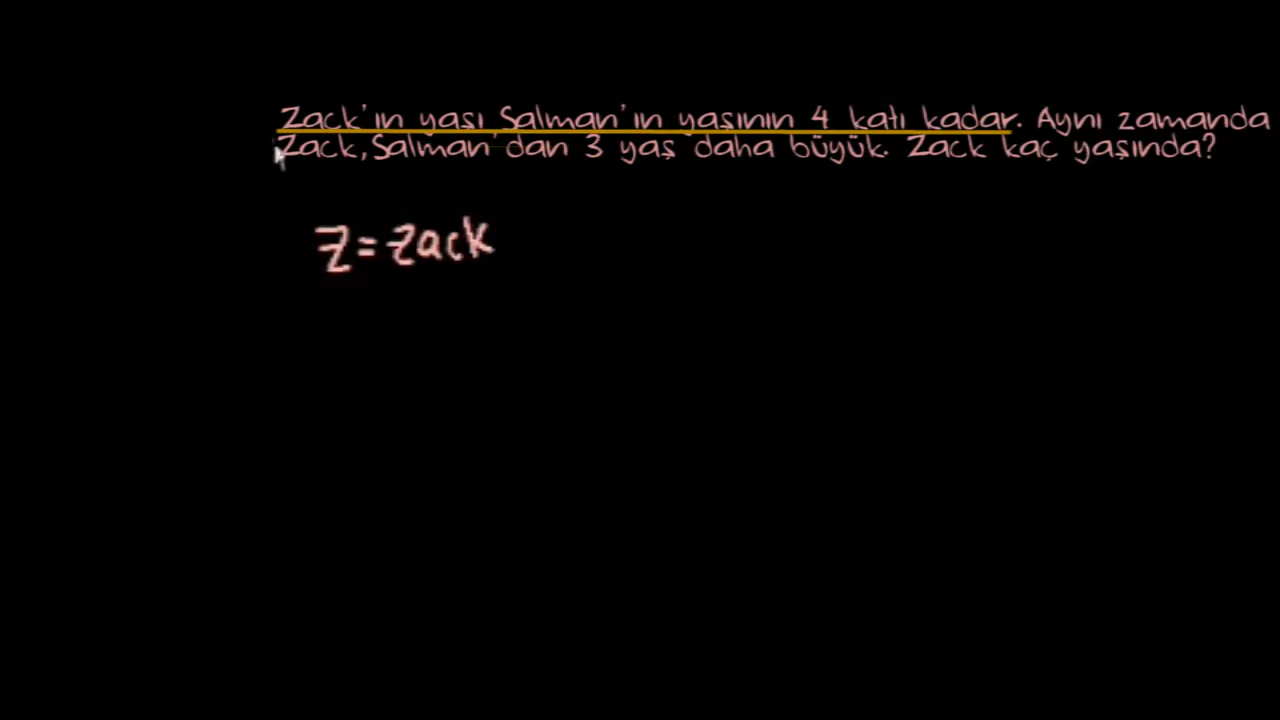 Zack'ın yaşı Salman'ın yaşının 4 katı kadar. Aynı zamanda
Zack, Salman'dan 3 yaş daha büyük. Zack kaç yaşında?
z = zack